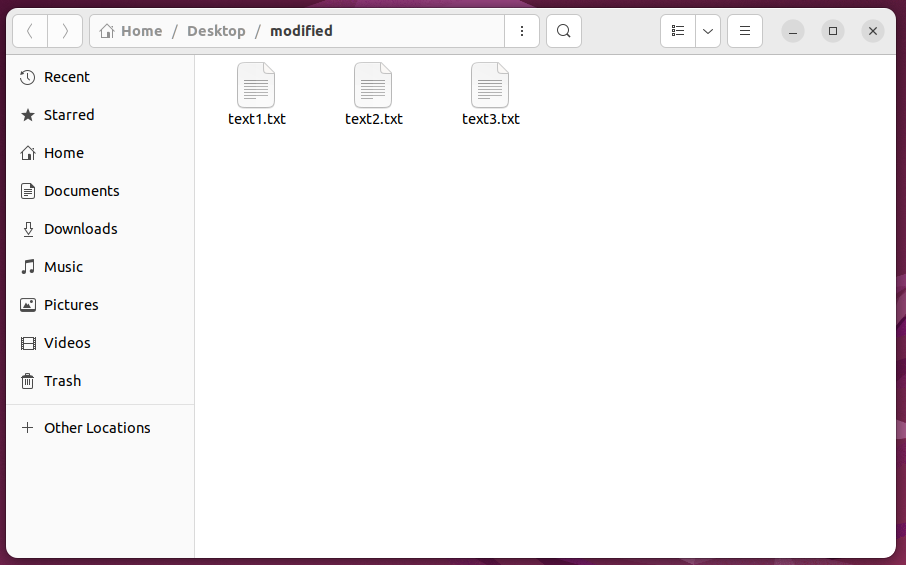 Home / Desktop / modified
Recent
Starred
Home
Documents
Downloads
Music
Pictures
Videos
Trash
Other Locations
text1.txt text2.txt text3.txt